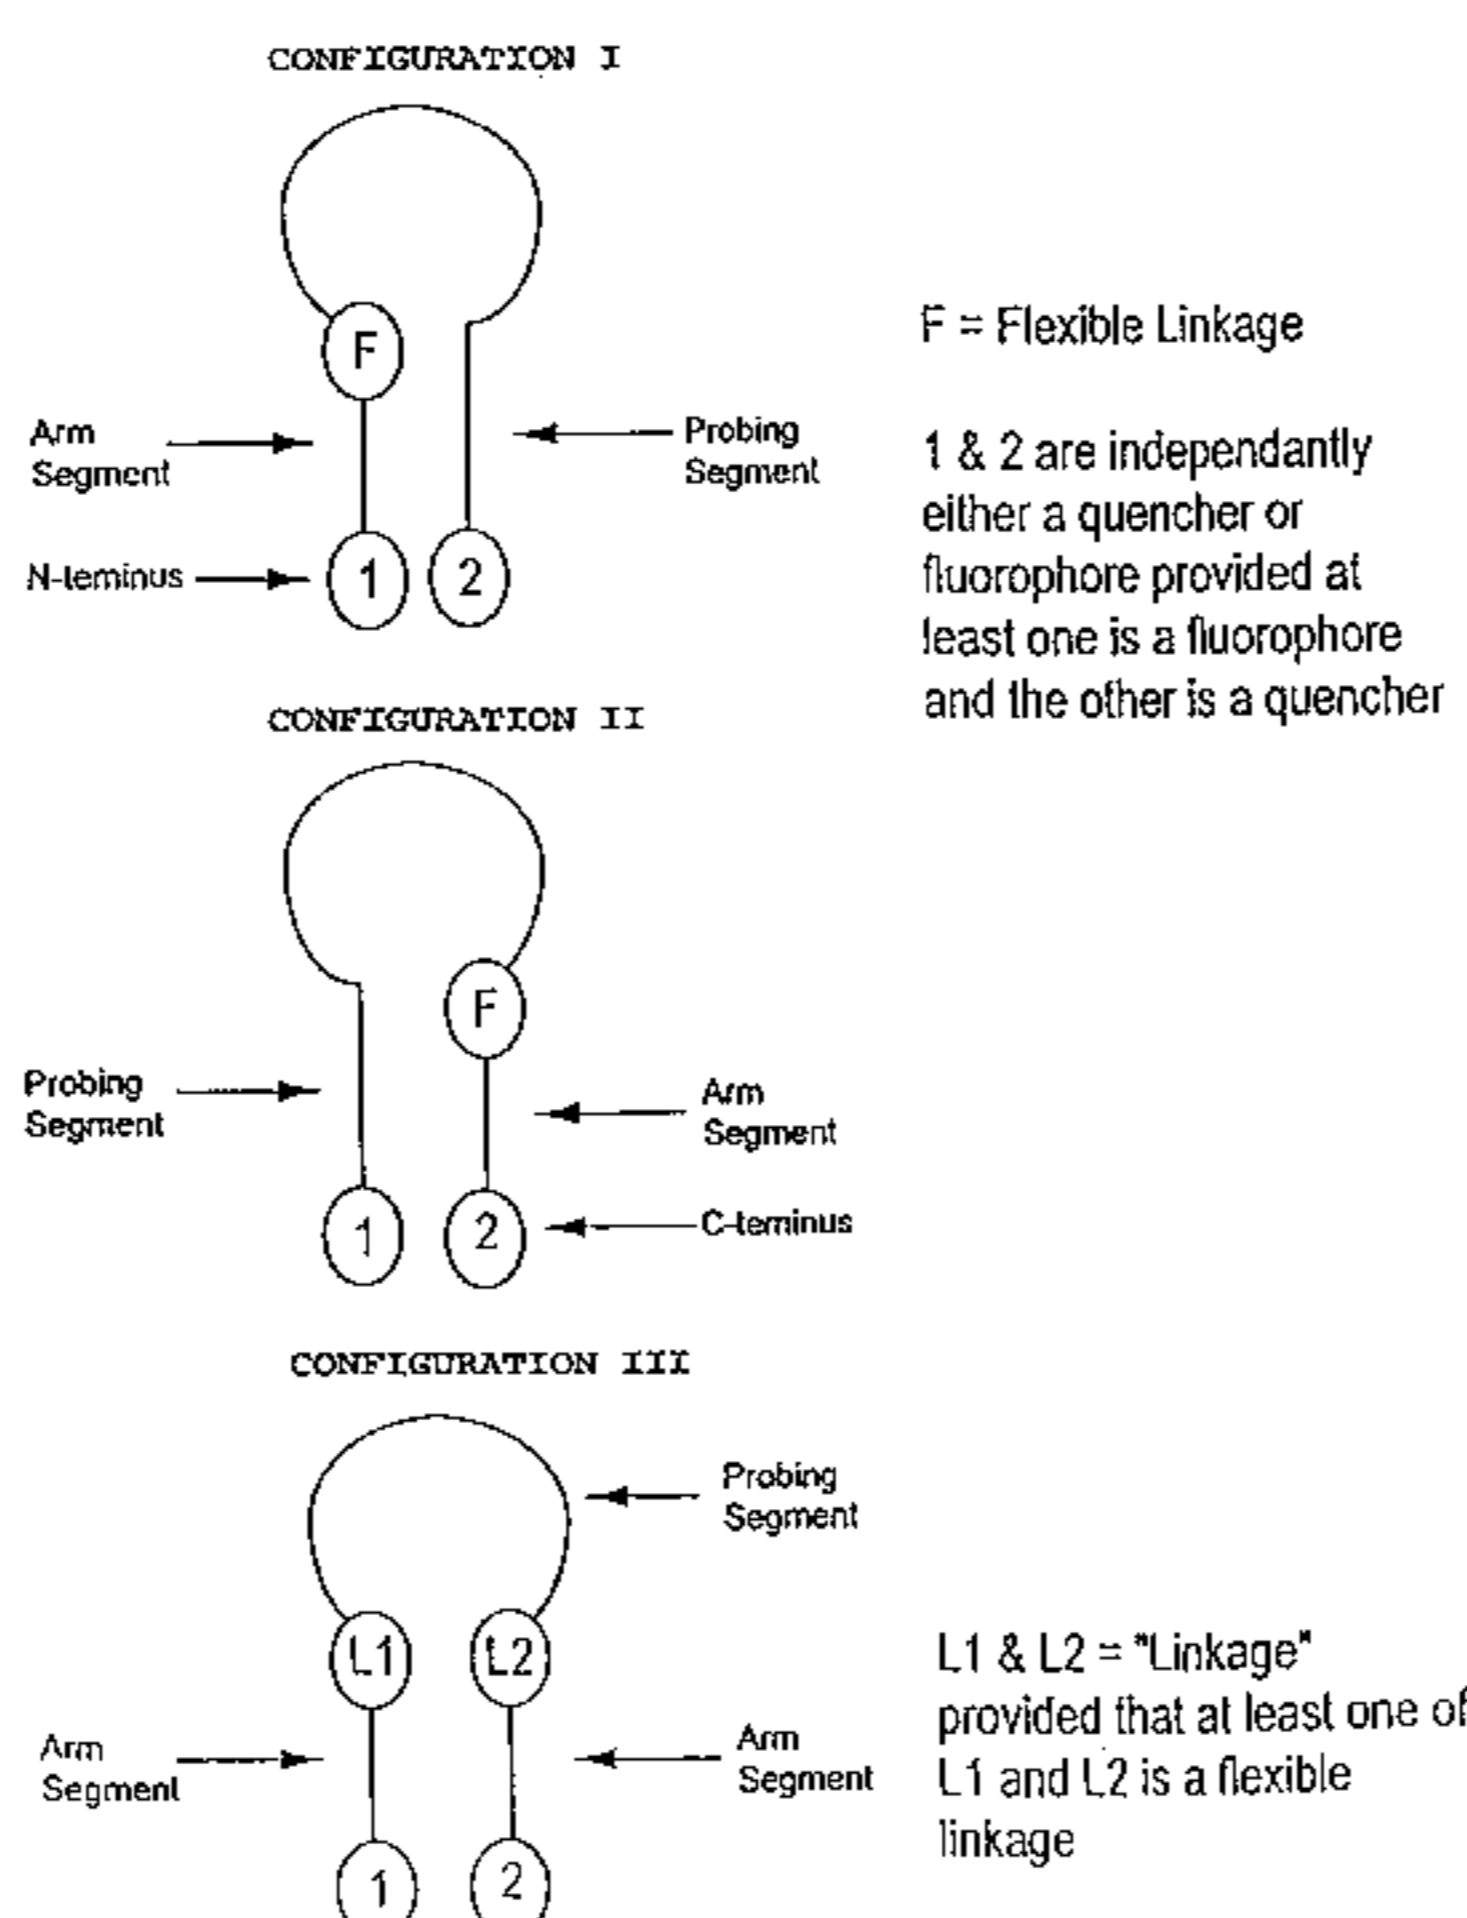 CONFIGURATION I
F
F = Flexible Linkage
Arm
Segment
Probing
Segment
1 & 2 are independantly
either a quencher or
fluorophore provided at
least one is a fluorophore
and the other is a quencher
N-teminus
1
2
CONFIGURATION II
F
Probing
Segment
Arm
Segment
1
2
C-teminus
CONFIGURATION III
Probing
Segment
L1
L2
L1 & L2 = "Linkage"
provided that at least one of
L1 and L2 is a flexible
linkage
Arm
Segment
Arm
Segment
1
2